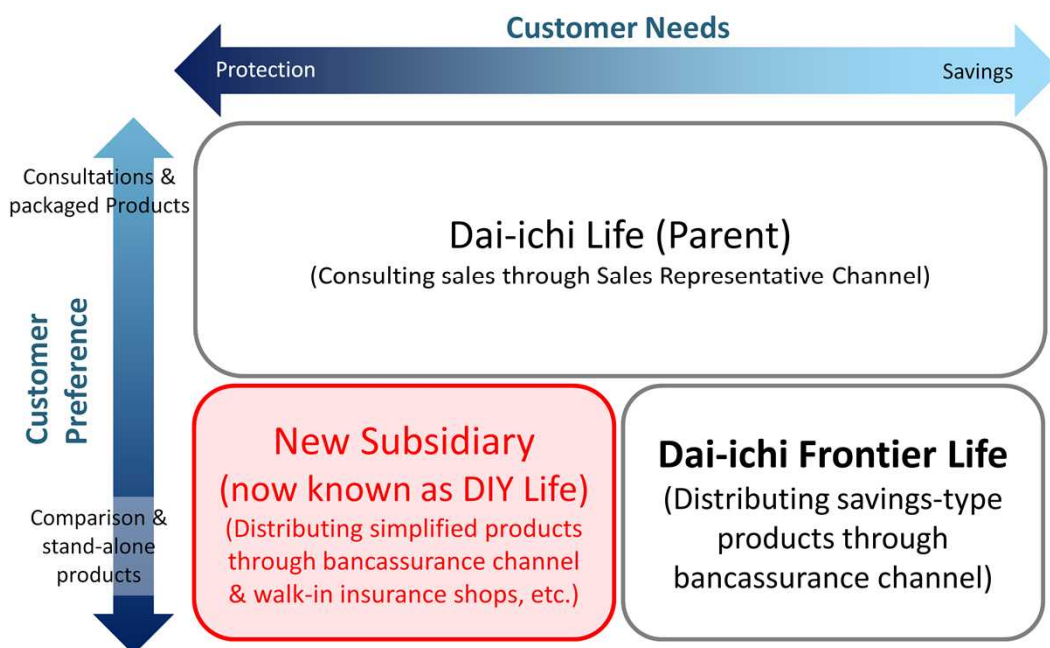 Customer Needs
Protection
Savings
Consultations &
packaged Products
Customer
Preference
Comparison &
stand-alone
products
Dai-ichi Life (Parent)
(Consulting sales through Sales Representative Channel)
New Subsidiary
(now known as DIY Life)
(Distributing simplified products
through bancassurance channel
& walk-in insurance shops, etc.)
Dai-ichi Frontier Life
(Distributing savings-type
products through
bancassurance channel)